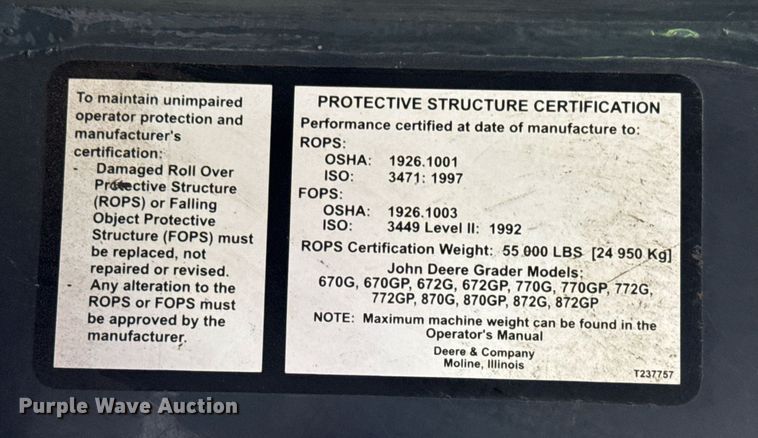 To maintain unimpaired
operator protection and
manufacturer's
certification:
- Damaged Roll Over
Protective Structure
(ROPS) or Falling
Object Protective
Structure (FOPS) must
be replaced, not
repaired or revised.
- Any alteration to the
ROPS or FOPS must
be approved by the
manufacturer.
PROTECTIVE STRUCTURE CERTIFICATION
Performance certified at date of manufacture to:
ROPS:
OSHA: 1926.1001
ISO: 3471: 1997
FOPS:
OSHA: 1926.1003
ISO: 3449 Level II: 1992
ROPS Certification Weight: 55 000 LBS [24 950 Kg]
John Deere Grader Models:
670G, 670GP, 672G, 672GP, 770G, 770GP, 772G,
772GP, 870G, 870GP, 872G, 872GP
NOTE: Maximum machine weight can be found in the
Operator's Manual
Deere & Company
Moline, Illinois
T237757
Purple Wave Auction